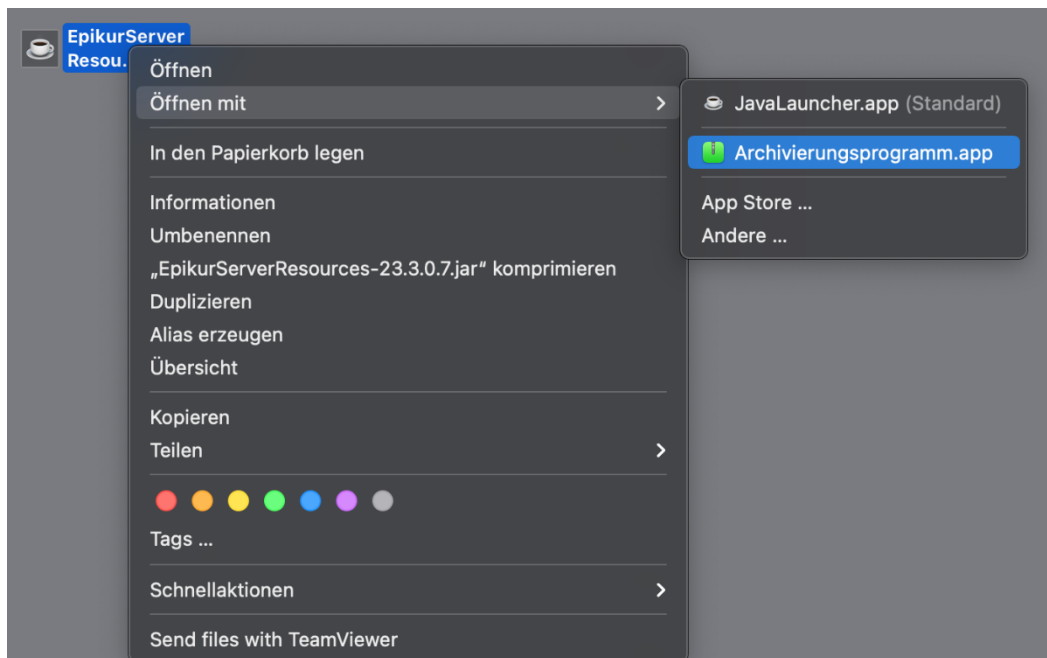 EpikurServer
Resou.
Öffnen
Öffnen mit
JavaLauncher.app (Standard)
Archivierungsprogramm.app
App Store ...
Andere ...
In den Papierkorb legen
Informationen
Umbenennen
„EpikurServerResources-23.3.0.7.jar“ komprimieren
Duplizieren
Alias erzeugen
Übersicht
Kopieren
Teilen
Tags ...
Schnellaktionen
Send files with TeamViewer